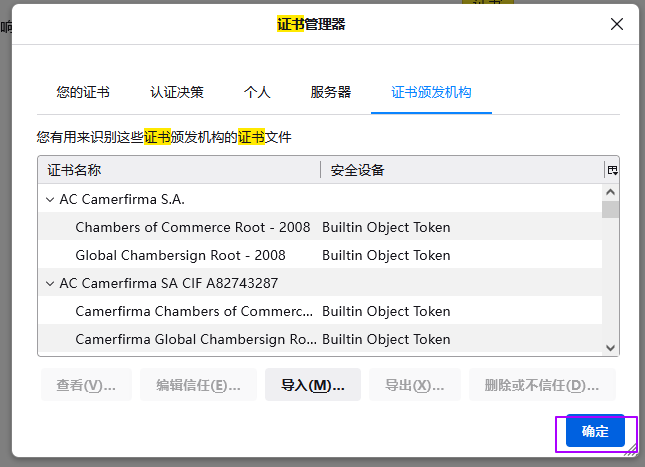 响
证书
证书管理器
您的证书 认证决策 个人 服务器 证书颁发机构
您有用来识别这些证书颁发机构的证书文件
证书名称 安全设备
AC Camerfirma S.A.
Chambers of Commerce Root - 2008 Builtin Object Token
Global Chambersign Root - 2008 Builtin Object Token
AC Camerfirma SA CIF A82743287
Camerfirma Chambers of Commerc... Builtin Object Token
Camerfirma Global Chambersign Ro... Builtin Object Token
查看(V)... 编辑信任(E)... 导入(M)... 导出(X)... 删除或不信任(D)...
确定